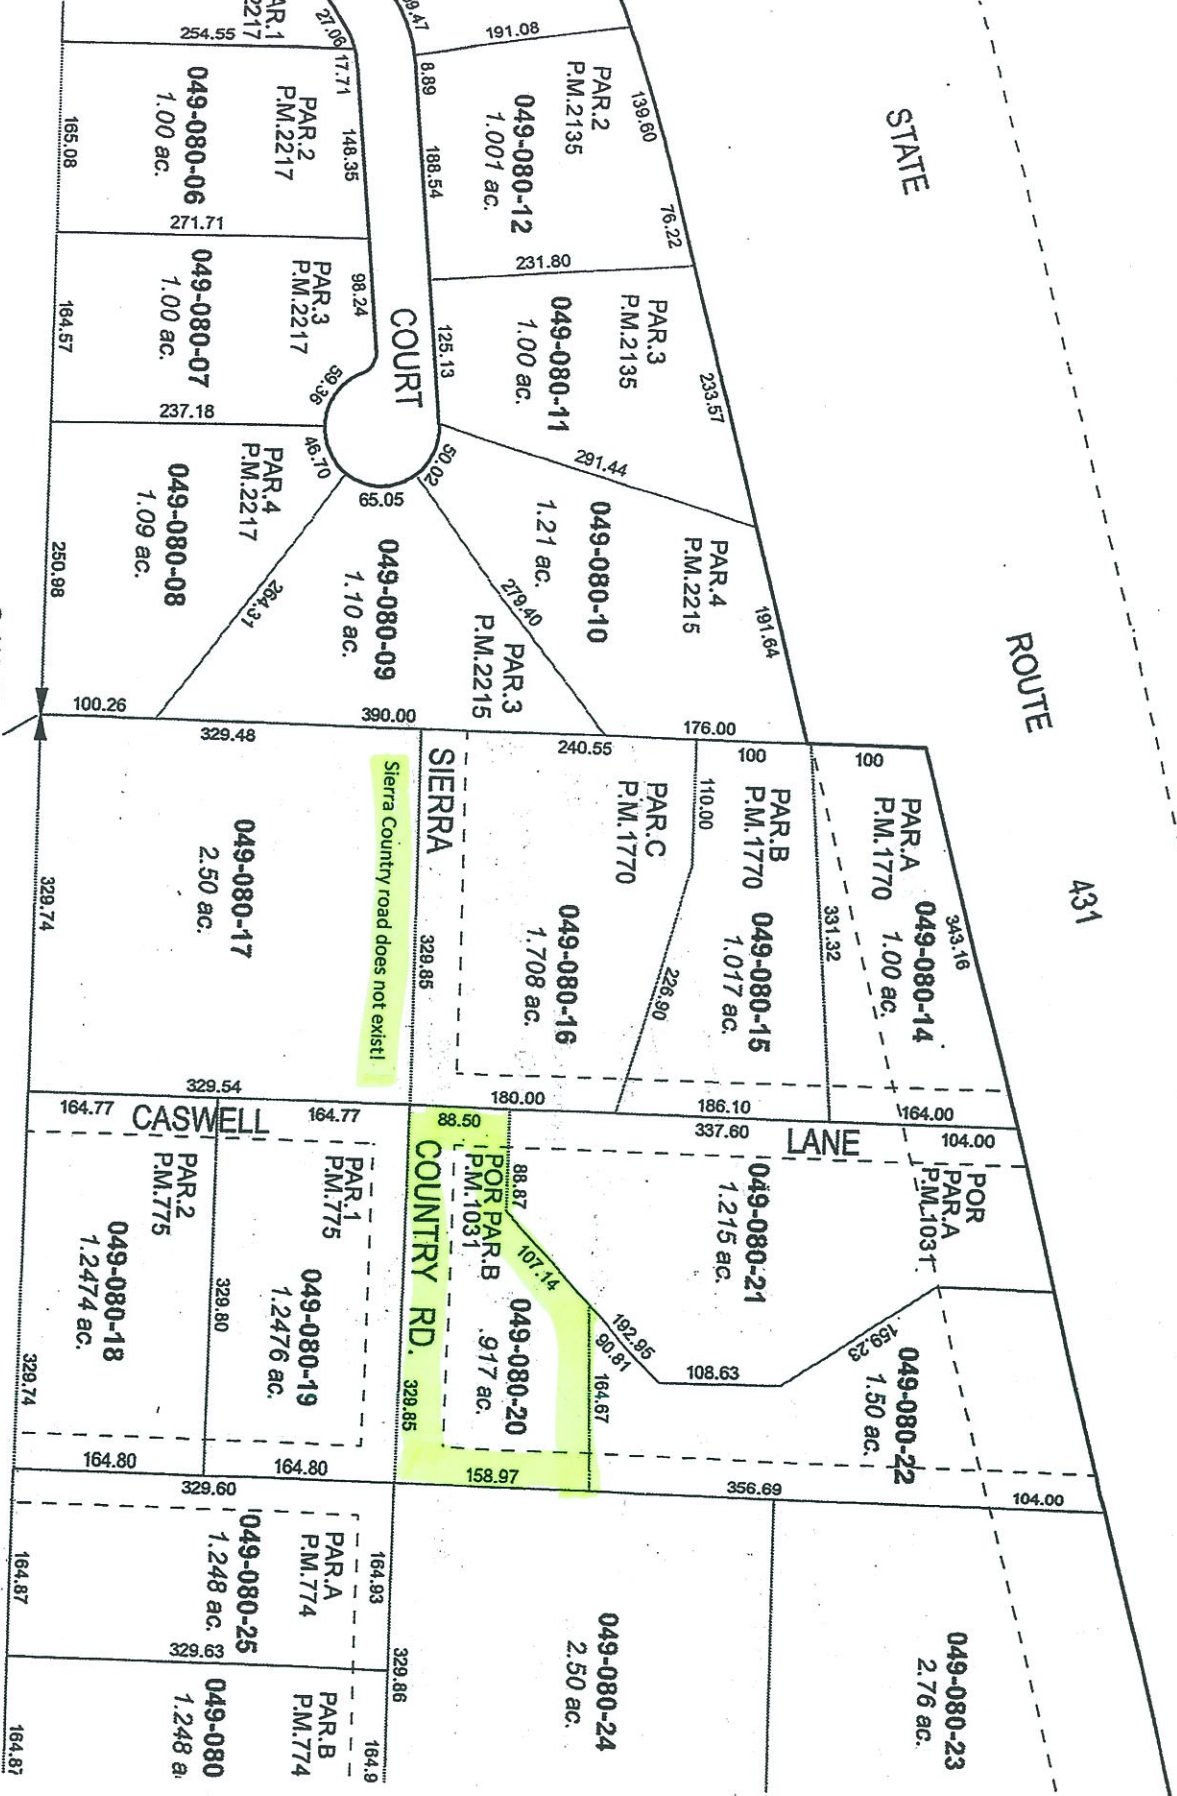 STATE
ROUTE
431
COURT
SIERRA
COUNTRY RD.
CASWELL
LANE
Sierra Country road does not exist!
254.55
27.06
17.71
191.08
8.89
PAR.2
P.M.2217
049-080-06
1.00 ac.
165.08
148.35
271.71
PAR.2
P.M.2135
049-080-12
1.001 ac.
188.54
139.60
76.22
231.80
PAR.3
P.M.2217
049-080-07
1.00 ac.
164.57
98.24
59.36
237.18
PAR.3
P.M.2135
049-080-11
1.00 ac.
125.13
233.57
291.44
PAR.4
P.M.2217
049-080-08
1.09 ac.
250.98
46.70
264.31
100.26
65.05
50.02
049-080-09
1.10 ac.
PAR.3
P.M.2215
279.40
390.00
049-080-10
1.21 ac.
PAR.4
P.M.2215
191.64
176.00
329.48
049-080-17
2.50 ac.
329.74
329.85
329.54
240.55
PAR.C
P.M.1770
049-080-16
1.708 ac.
110.00
226.90
180.00
100
PAR.B
P.M.1770
049-080-15
1.017 ac.
331.32
186.10
100
PAR.A
P.M.1770
049-080-14
1.00 ac.
343.16
164.00
164.77
164.77
PAR.2
P.M.775
049-080-18
1.2474 ac.
329.74
329.80
164.80
PAR.1
P.M.775
049-080-19
1.2476 ac.
329.85
164.80
88.50
POR PAR.B
P.M.1031
049-080-20
.917 ac.
88.87
107.14
164.67
158.97
337.60
049-080-21
1.215 ac.
192.95
90.81
108.63
159.23
104.00
POR
PAR.A
P.M.1031
049-080-22
1.50 ac.
356.69
104.00
329.60
PAR.A
P.M.774
049-080-25
1.248 ac.
164.87
164.93
329.63
PAR.B
P.M.774
049-080
1.248 a
164.87
164.9
329.86
049-080-24
2.50 ac.
049-080-23
2.76 ac.